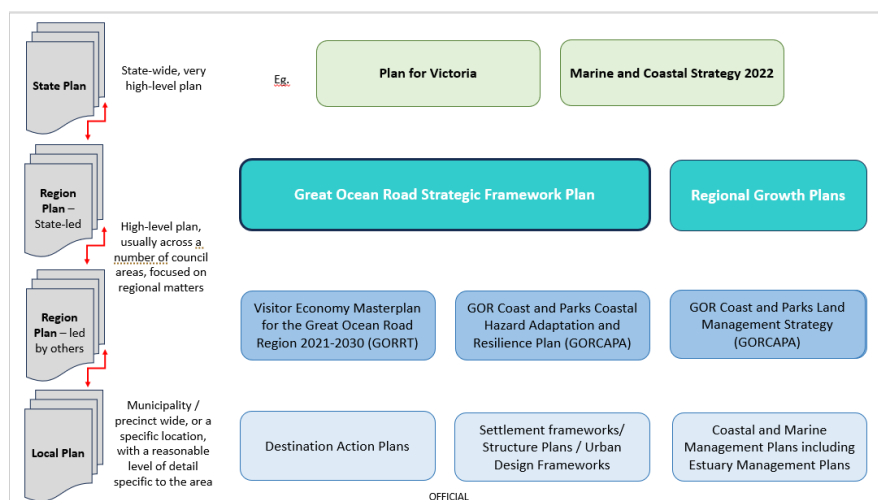 State Plan
State-wide, very
high-level plan
Eg.
Plan for Victoria
Marine and Coastal Strategy 2022
Region
Plan –
State-led
Great Ocean Road Strategic Framework Plan
Regional Growth Plans
High-level plan,
usually across a
number of council
areas, focused on
regional matters
Region
Plan – led
by others
Visitor Economy Masterplan
for the Great Ocean Road
Region 2021-2030 (GORRT)
GOR Coast and Parks Coastal
Hazard Adaptation and
Resilience Plan (GORCAPA)
GOR Coast and Parks Land
Management Strategy
(GORCAPA)
Local Plan
Municipality /
precinct wide, or a
specific location,
with a reasonable
level of detail
specific to the area
Destination Action Plans
Settlement frameworks/
Structure Plans / Urban
Design Frameworks
Coastal and Marine
Management Plans including
Estuary Management Plans
OFFICIAL